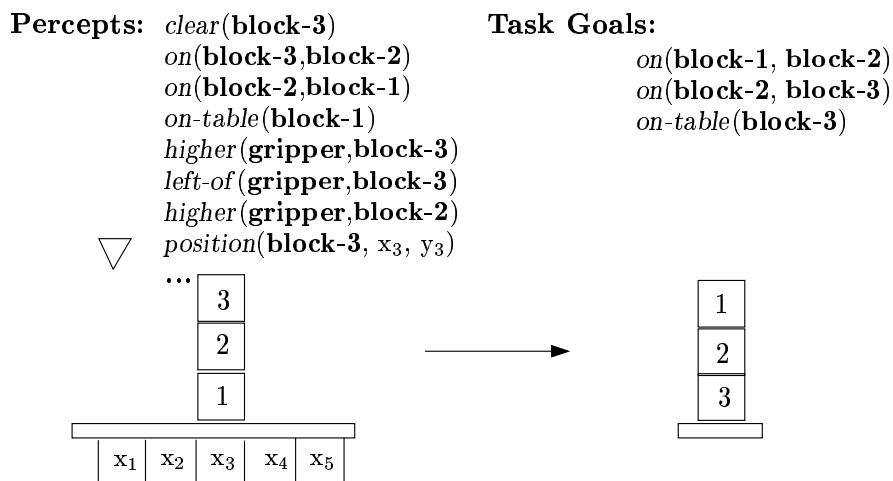 Percepts: clear(block-3)
on(block-3,block-2)
on(block-2,block-1)
on-table(block-1)
higher(gripper,block-3)
left-of(gripper,block-3)
higher(gripper,block-2)
position(block-3, x₃, y₃)
...
3
2
1
x₁ x₂ x₃ x₄ x₅
Task Goals:
on(block-1, block-2)
on(block-2, block-3)
on-table(block-3)
1
2
3